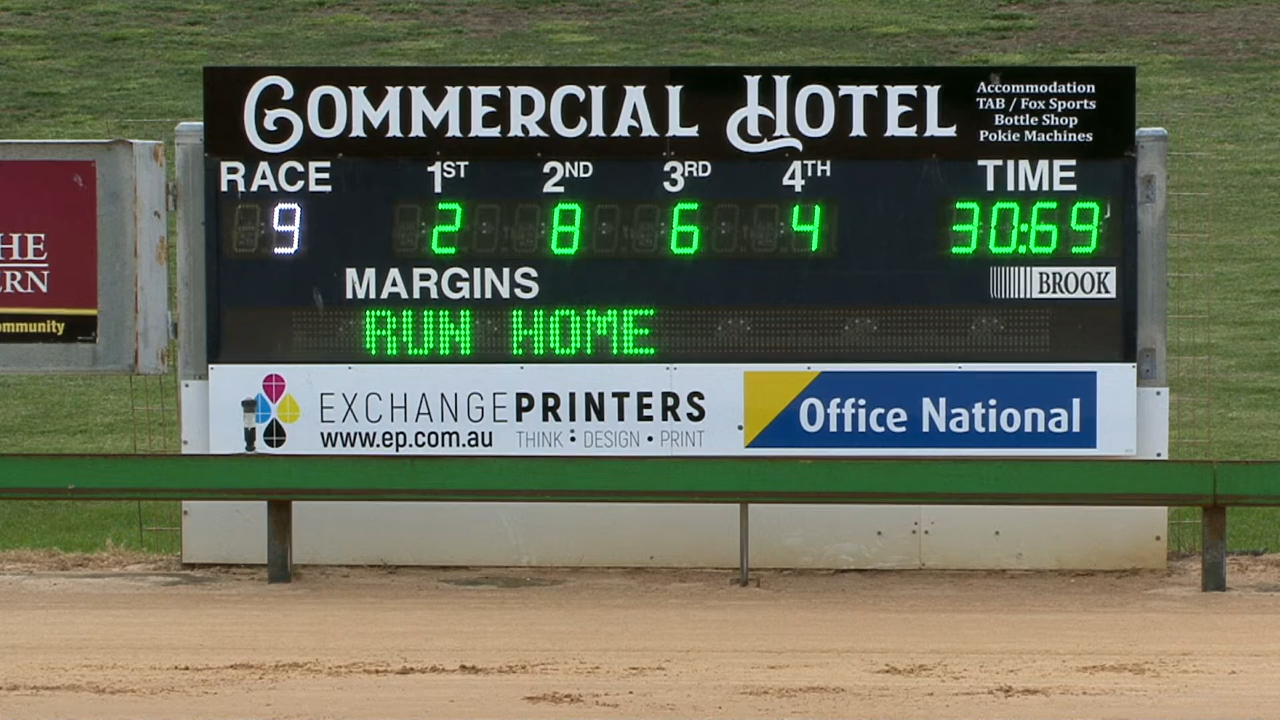 COMMERCIAL HOTEL
Accommodation
TAB / Fox Sports
Bottle Shop
Pokie Machines
RACE 1ST 2ND 3RD 4TH TIME
9 2 8 6 4 30:69
MARGINS
BROOK
RUN HOME
HE
RN
mmunity
EXCHANGEPRINTERS
www.ep.com.au THINK : DESIGN • PRINT
Office National